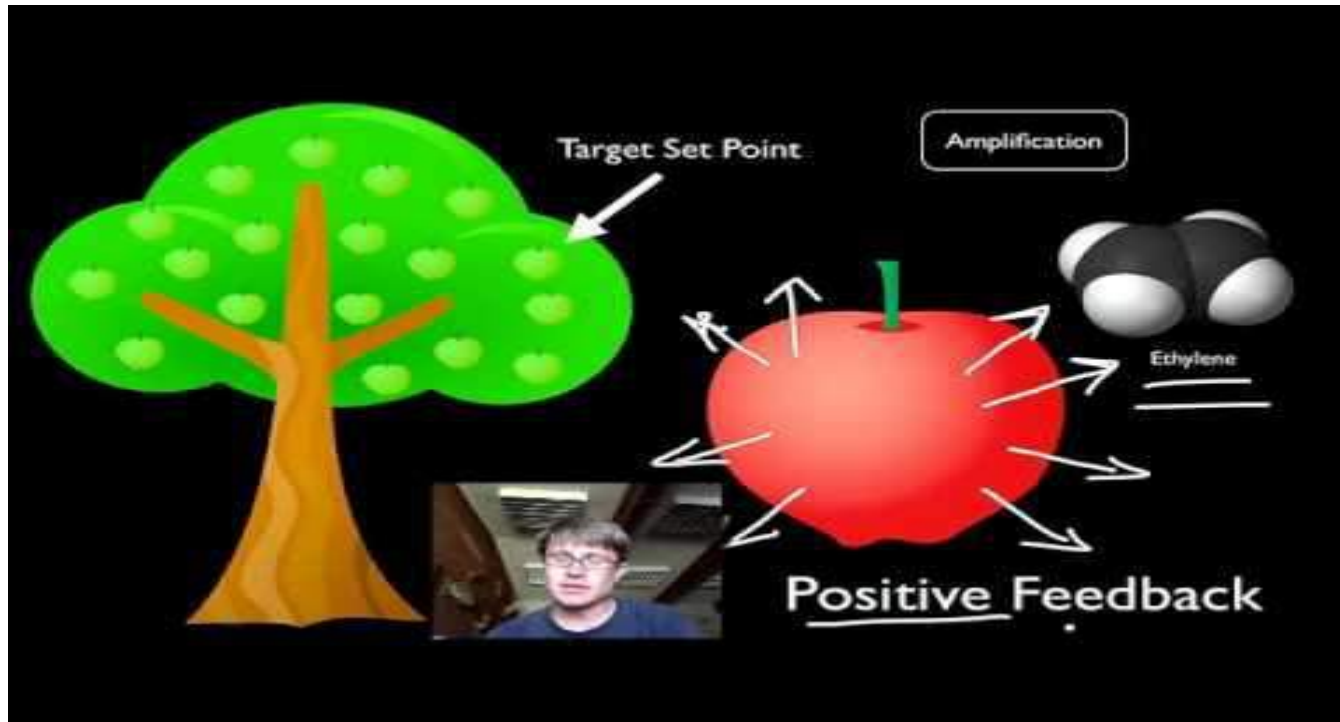 Target Set Point
Amplification
Ethylene
Positive Feedback